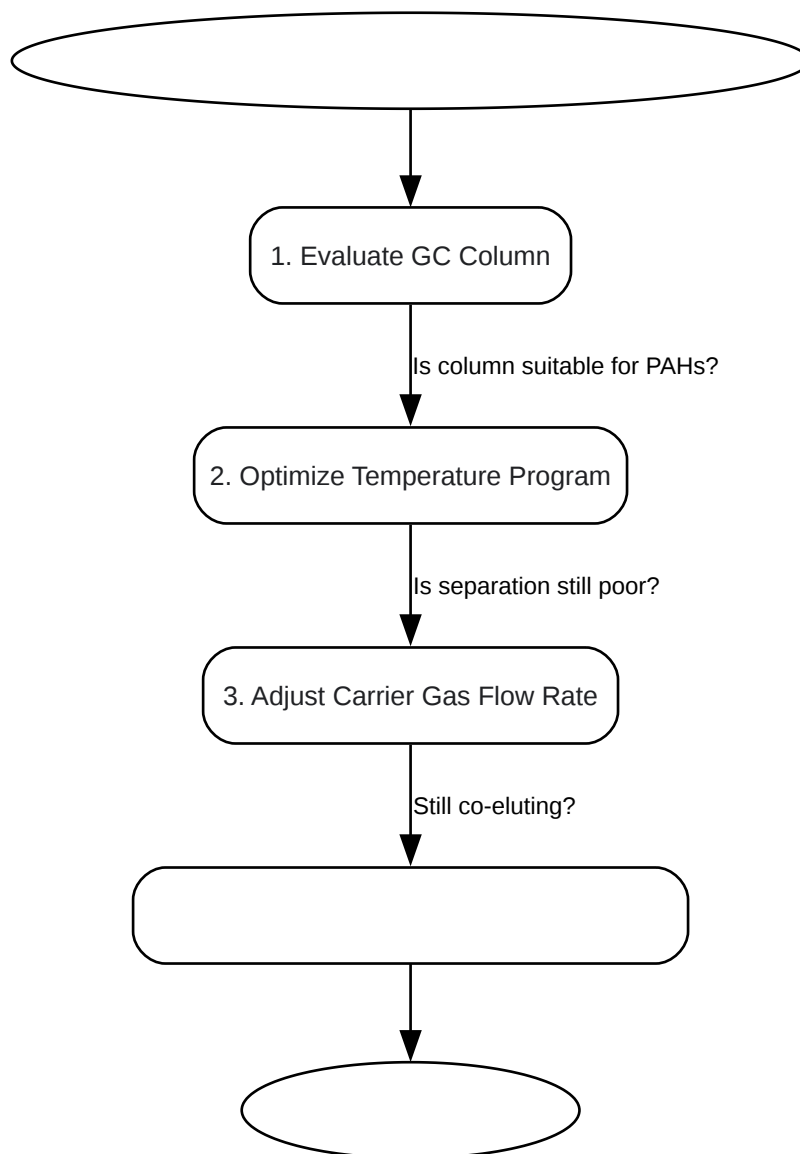 1. Evaluate GC Column
Is column suitable for PAHs?
2. Optimize Temperature Program
Is separation still poor?
3. Adjust Carrier Gas Flow Rate
Still co-eluting?